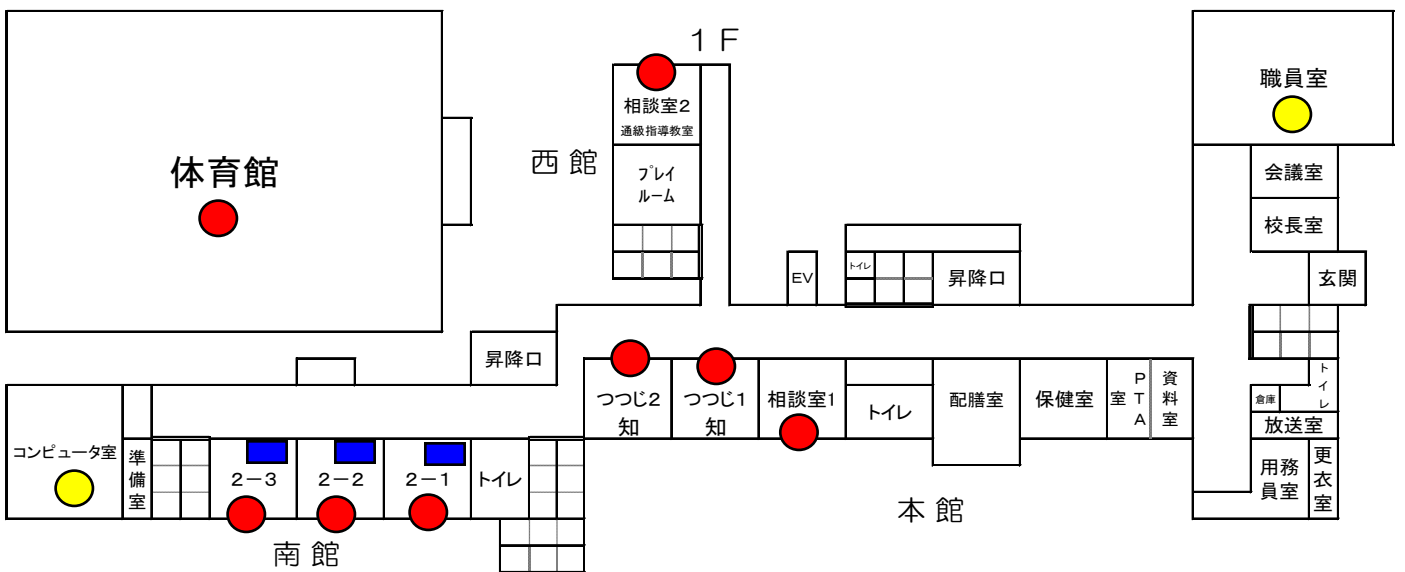 1F
職員室
相談室2
通級指導教室
西館
体育館
プレイ
ルーム
会議室
校長室
玄関
EV
トイレ
昇降口
昇降口
つつじ2
知
つつじ1
知
相談室1
トイレ
配膳室
保健室
PTA
室
資料室
トイレ
倉庫
放送室
用務
員室
更衣室
コンピュータ室
準備室
2-3
2-2
2-1
トイレ
南館
本館